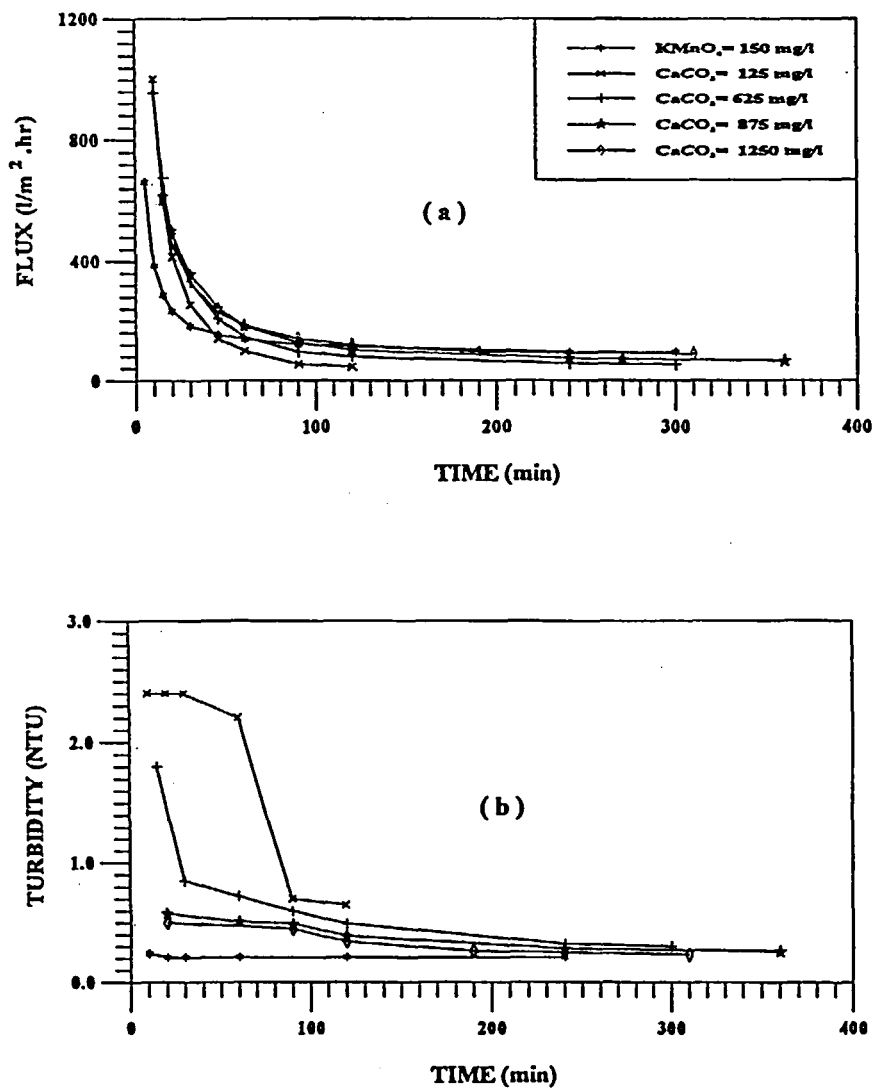 1200
800
400
0
FLUX (l/m².hr)
KMnO₄= 150 mg/l
CaCO₃= 125 mg/l
CaCO₃= 625 mg/l
CaCO₃= 875 mg/l
CaCO₃= 1250 mg/l
(a)
0 100 200 300 400
TIME (min)
3.0
2.0
1.0
0.0
TURBIDITY (NTU)
(b)
0 100 200 300 400
TIME (min)